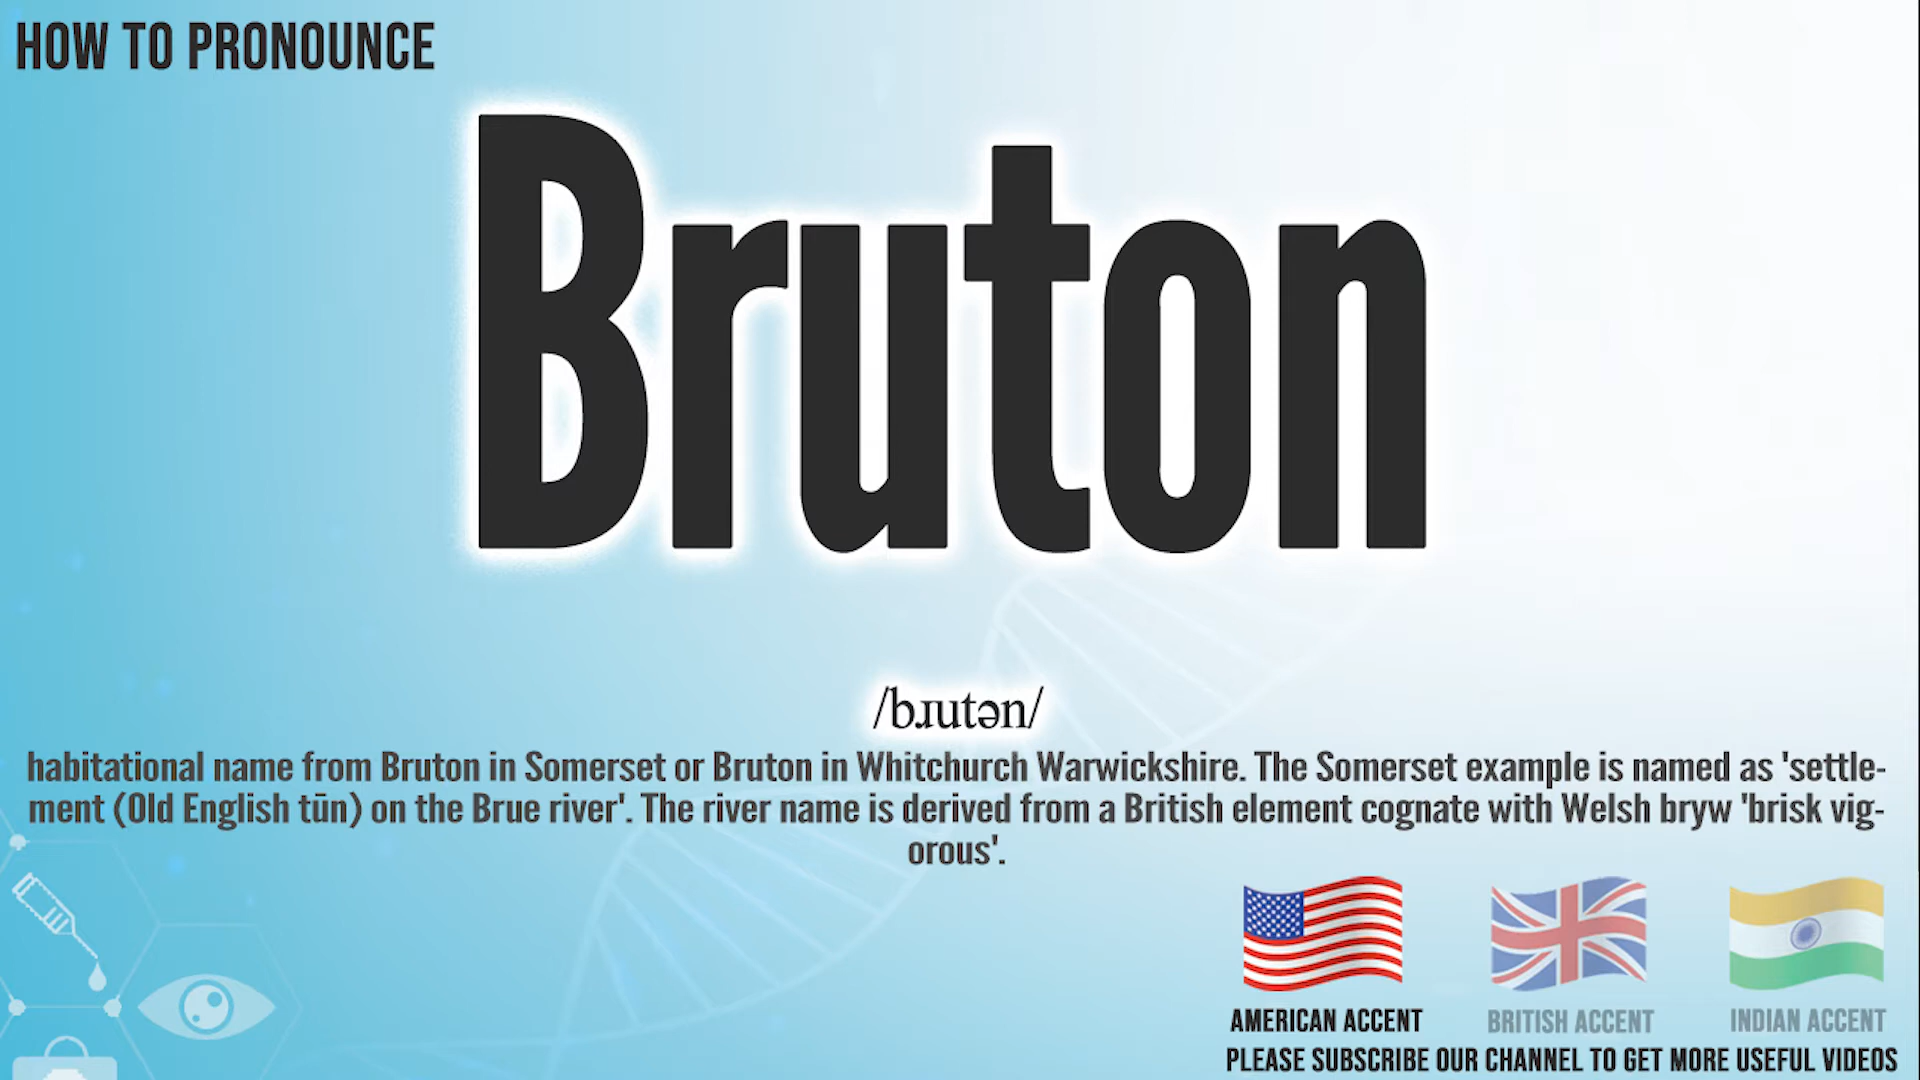 HOW TO PRONOUNCE
Bruton
/bɹutən/
habitational name from Bruton in Somerset or Bruton in Whitchurch Warwickshire. The Somerset example is named as 'settle-
ment (Old English tūn) on the Brue river'. The river name is derived from a British element cognate with Welsh bryw 'brisk vig-
orous'.
AMERICAN ACCENT
BRITISH ACCENT
INDIAN ACCENT
PLEASE SUBSCRIBE OUR CHANNEL TO GET MORE USEFUL VIDEOS